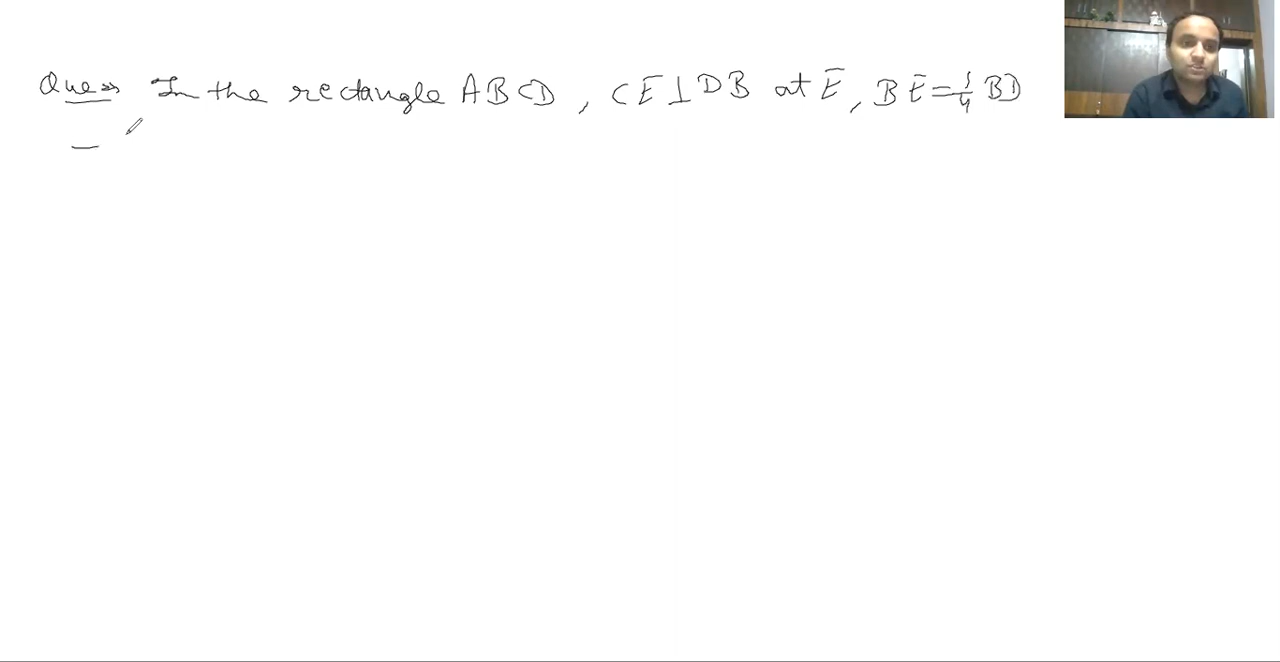 Ques In the rectangle ABCD, CE⊥DB at E, BE=1/4 BD